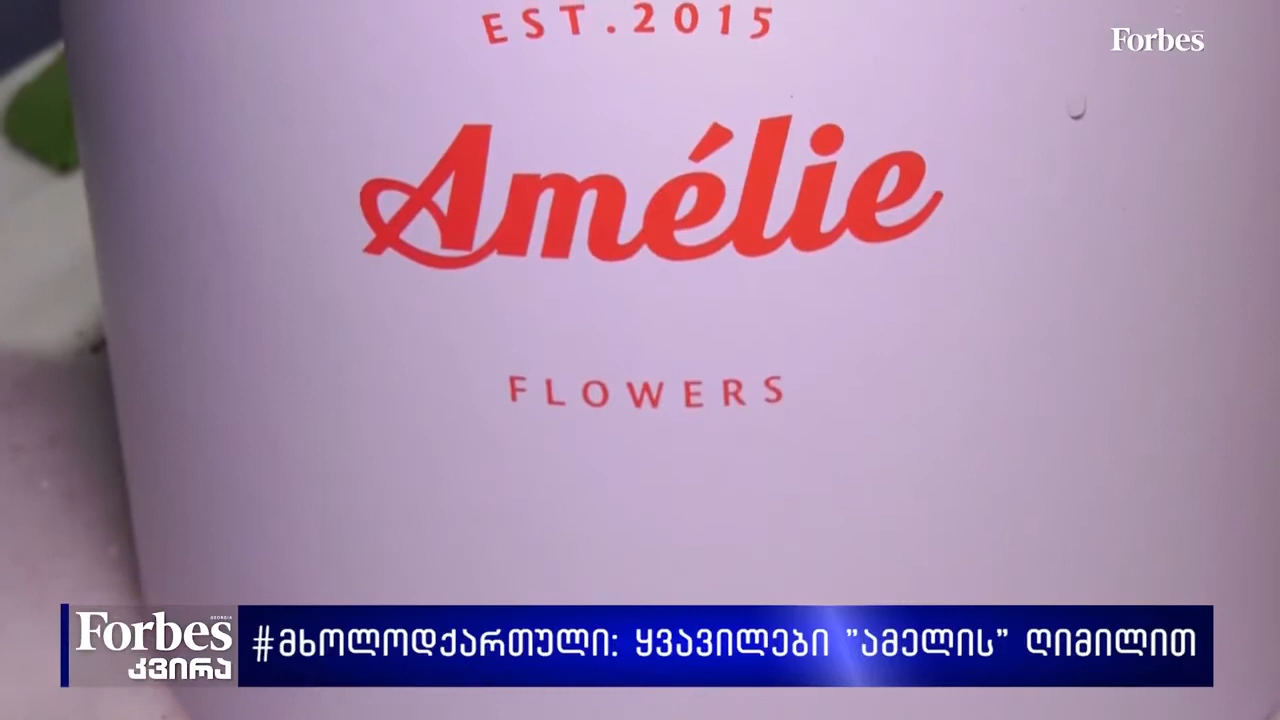 EST.2015
Forbes
Amélie
FLOWERS
Forbes
GEORGIA
კვირა
#მხოლოდქართული: ყვავილები "ამელის" ღიმილით